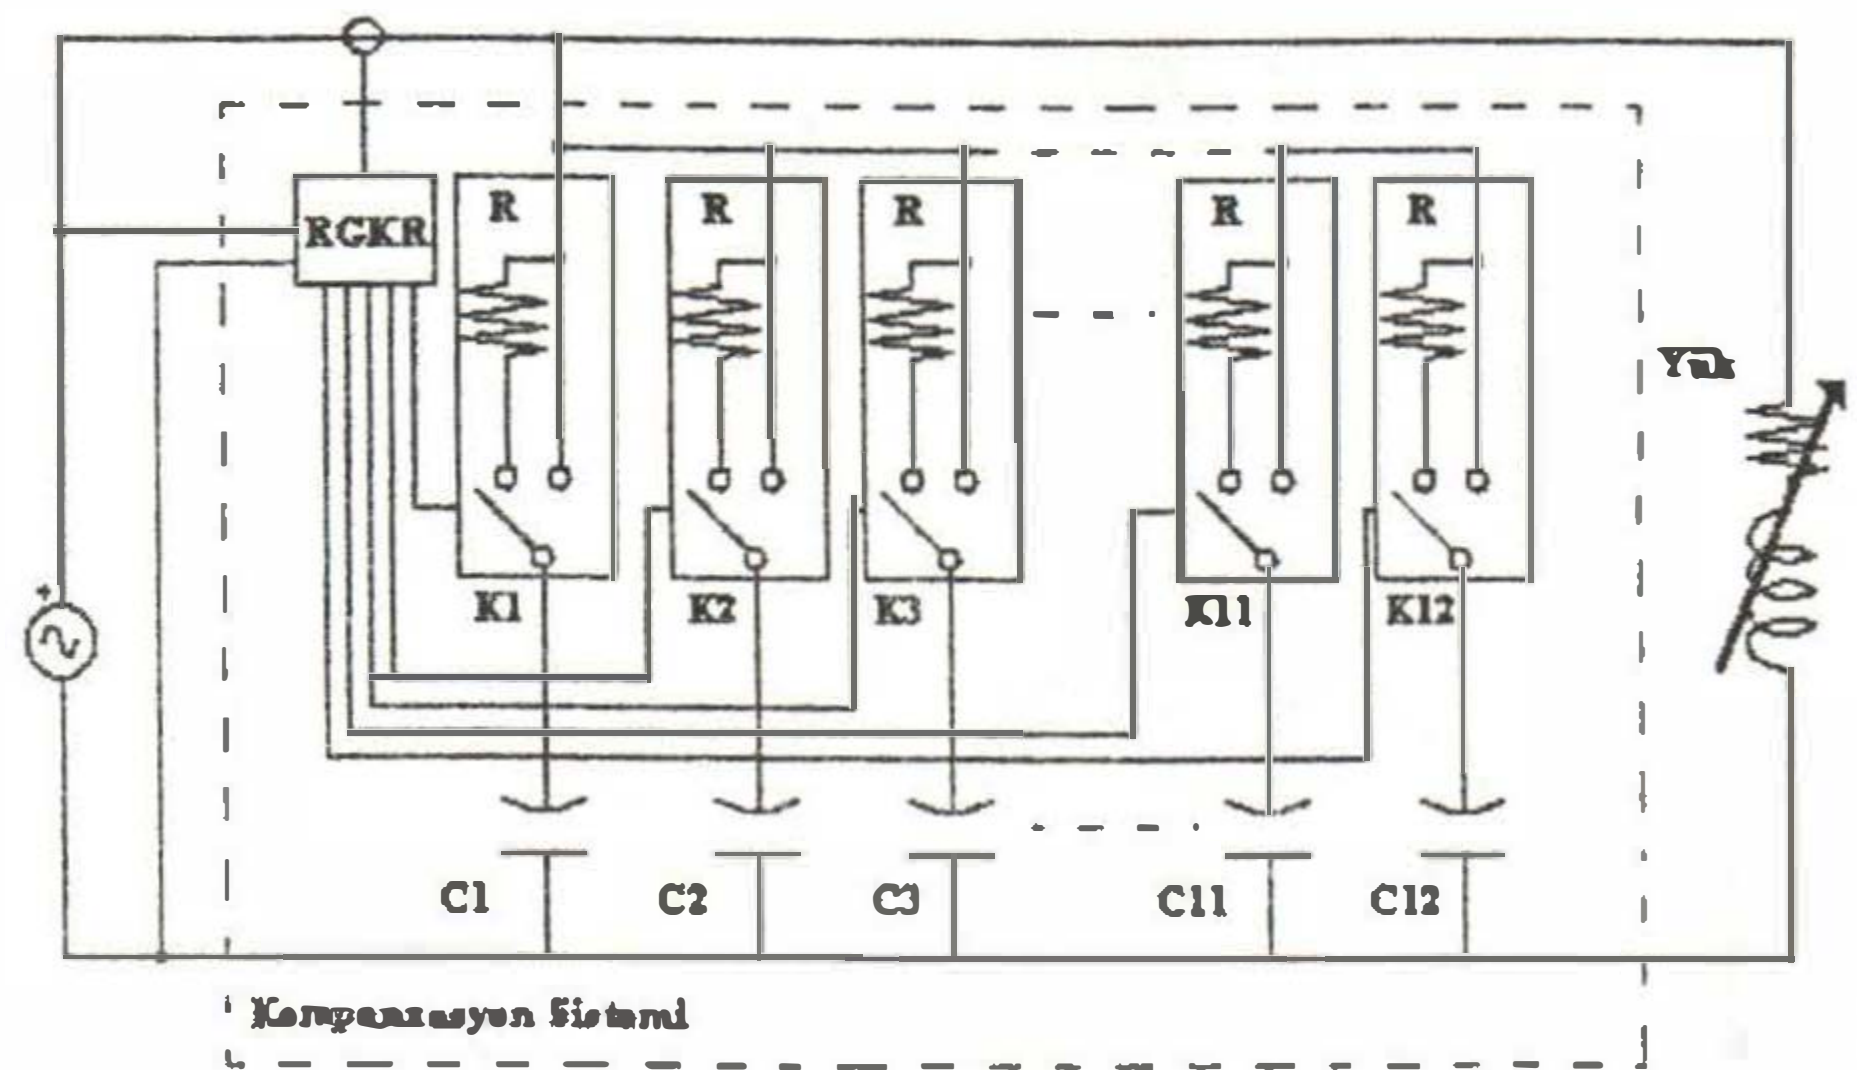 RGKR
R
R
R
R
R
Yük
K1
K2
K3
K11
K12
C1
C2
C3
C11
C12
Kompanzasyon Sistemi